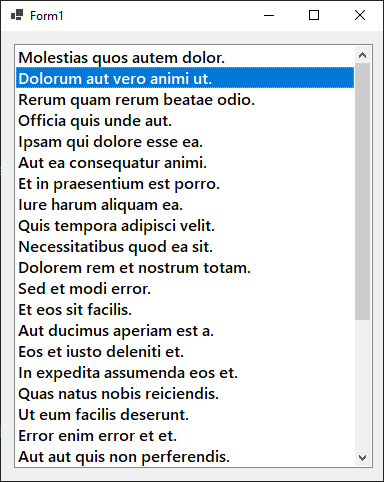 Form1
Molestias quos autem dolor.
Dolorum aut vero animi ut.
Rerum quam rerum beatae odio.
Officia quis unde aut.
Ipsam qui dolore esse ea.
Aut ea consequatur animi.
Et in praesentium est porro.
Iure harum aliquam ea.
Quis tempora adipisci velit.
Necessitatibus quod ea sit.
Dolorem rem et nostrum totam.
Sed et modi error.
Et eos sit facilis.
Aut ducimus aperiam est a.
Eos et iusto deleniti et.
In expedita assumenda eos et.
Quas natus nobis reiciendis.
Ut eum facilis deserunt.
Error enim error et et.
Aut aut quis non perferendis.